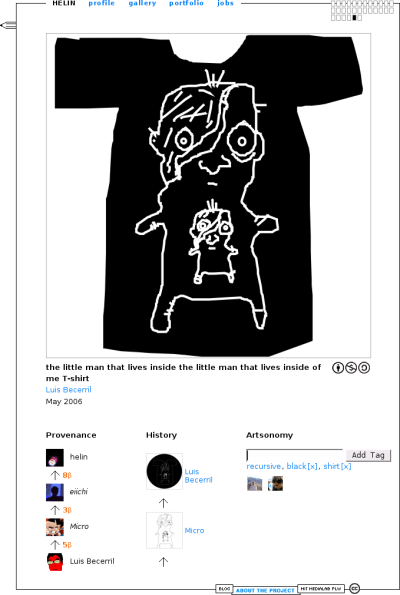 HELIN profile gallery portfolio jobs
the little man that lives inside the little man that lives inside of
me T-shirt
Luis Becerril
May 2006
Provenance
helin
8β
eiichi
3β
Micro
5β
Luis Becerril
History
Luis
Becerril
Micro
Artsonomy
Add Tag
recursive, black[x], shirt[x]
BLOG ABOUT THE PROJECT MIT MEDIALAB PLW cc